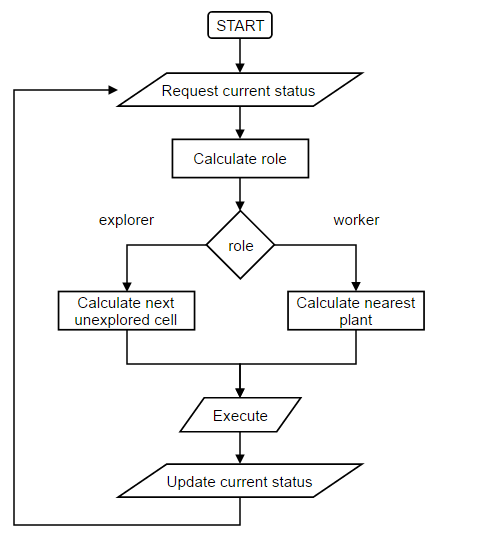 START
Request current status
Calculate role
explorer
worker
role
Calculate next
unexplored cell
Calculate nearest
plant
Execute
Update current status